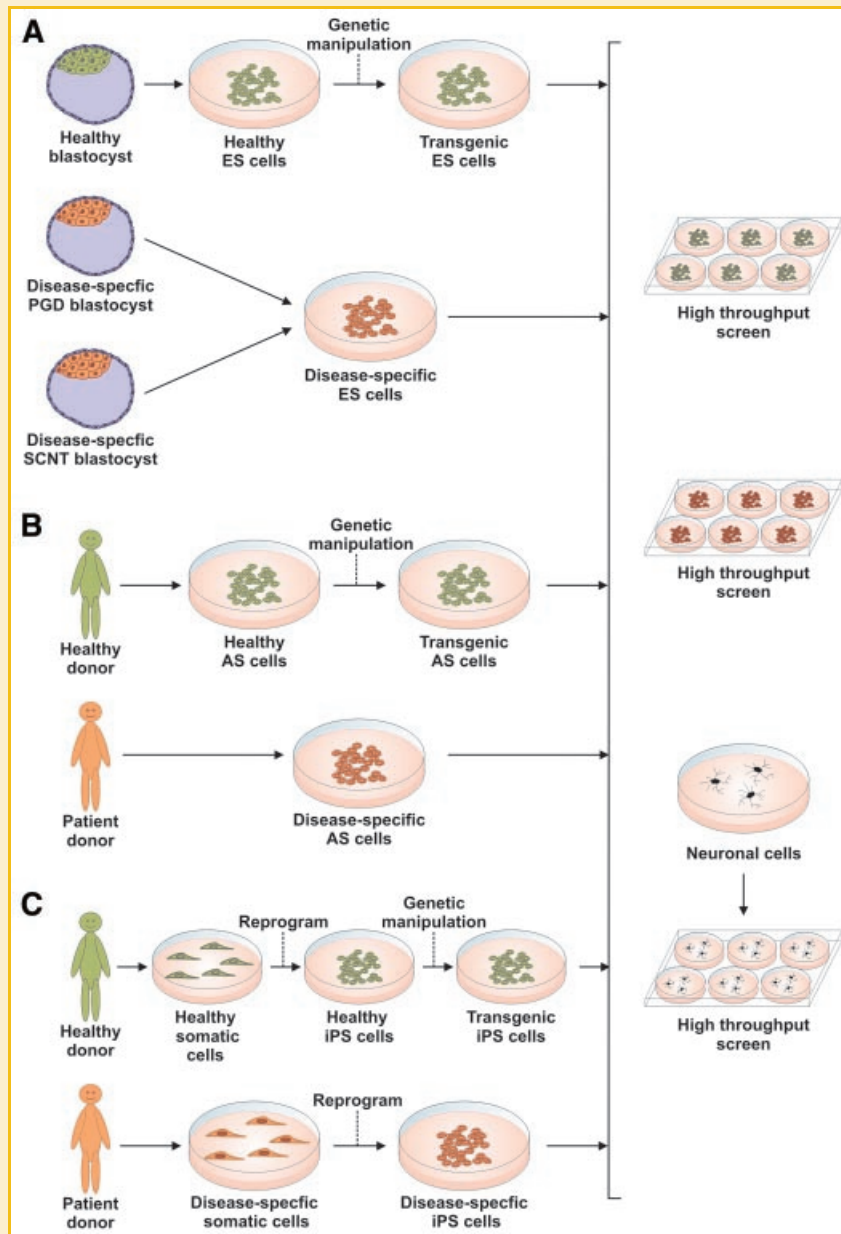 A
Genetic
manipulation
Healthy
blastocyst
Healthy
ES cells
Transgenic
ES cells
Disease-specfic
PGD blastocyst
Disease-specific
ES cells
Disease-specfic
SCNT blastocyst
High throughput
screen
High throughput
screen
B
Genetic
manipulation
Healthy
donor
Healthy
AS cells
Transgenic
AS cells
Patient
donor
Disease-specific
AS cells
Neuronal cells
High throughput
screen
C
Reprogram
Genetic
manipulation
Healthy
donor
Healthy
somatic
cells
Healthy
iPS cells
Transgenic
iPS cells
Reprogram
Patient
donor
Disease-specfic
somatic cells
Disease-specfic
iPS cells